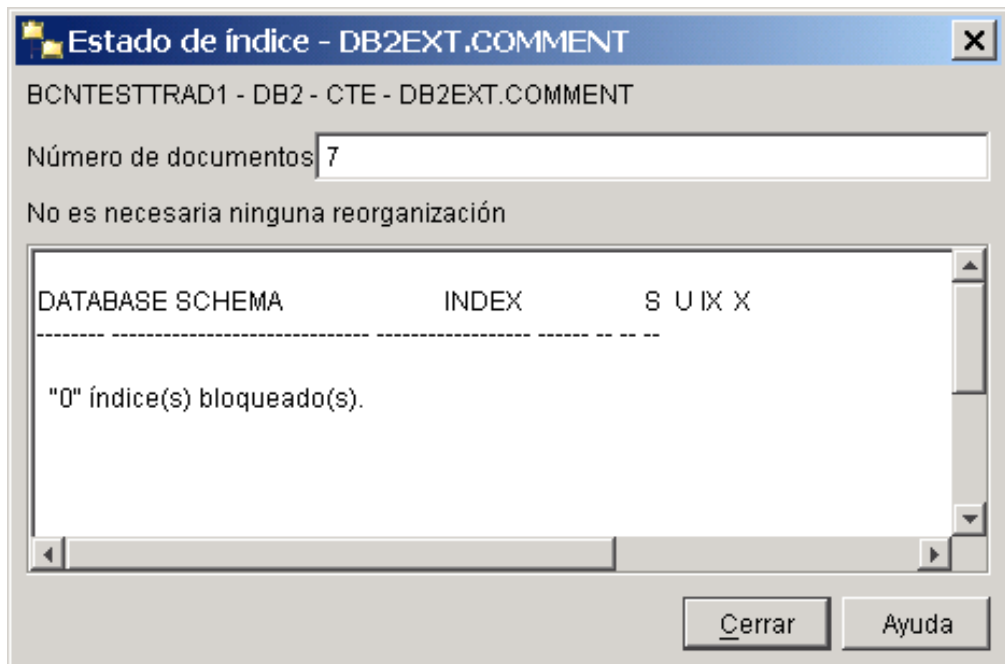 Estado de índice - DB2EXT.COMMENT
BCNTESTTRAD1 - DB2 - CTE - DB2EXT.COMMENT
Número de documentos 7
No es necesaria ninguna reorganización
DATABASE SCHEMA INDEX S U IX X
-------- ------------------------------- ------------------ ------ -- -- --
"0" índice(s) bloqueado(s).
Cerrar Ayuda